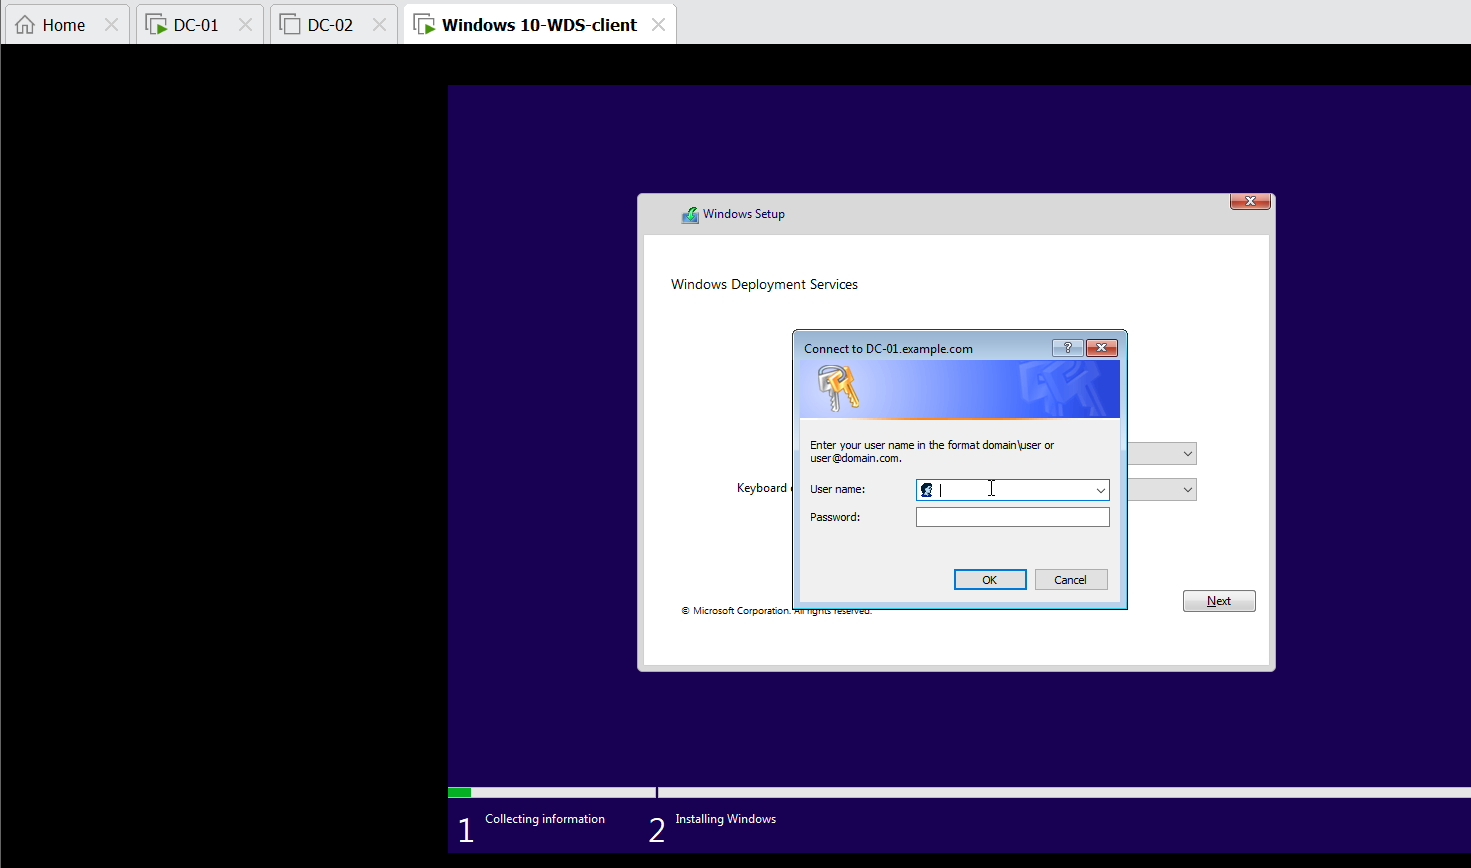 Home
DC-01
DC-02
Windows 10-WDS-client
Windows Setup
Windows Deployment Services
Connect to DC-01.example.com
?
Enter your user name in the format domain\user or
user@domain.com.
User name:
Keyboard
Password:
OK
Cancel
Next
© Microsoft Corporation. All rights reserved.
1 Collecting information
2 Installing Windows